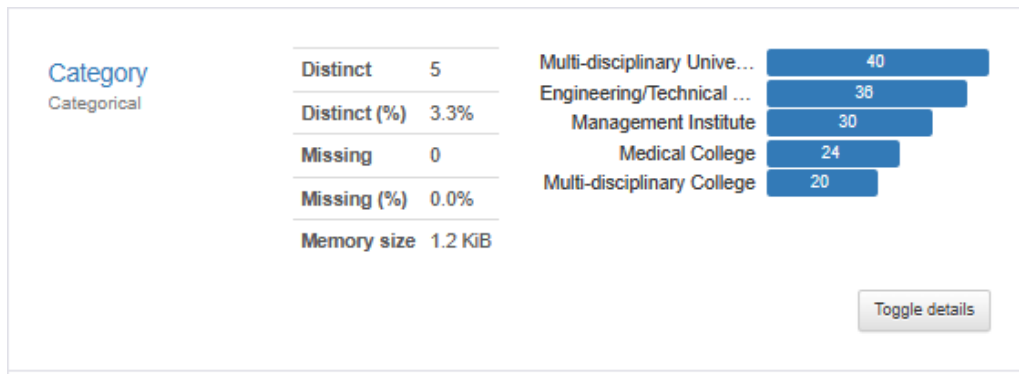 Category
Categorical
Distinct 5
Distinct (%) 3.3%
Missing 0
Missing (%) 0.0%
Memory size 1.2 KiB
Multi-disciplinary Unive... 40
Engineering/Technical ... 36
Management Institute 30
Medical College 24
Multi-disciplinary College 20
Toggle details